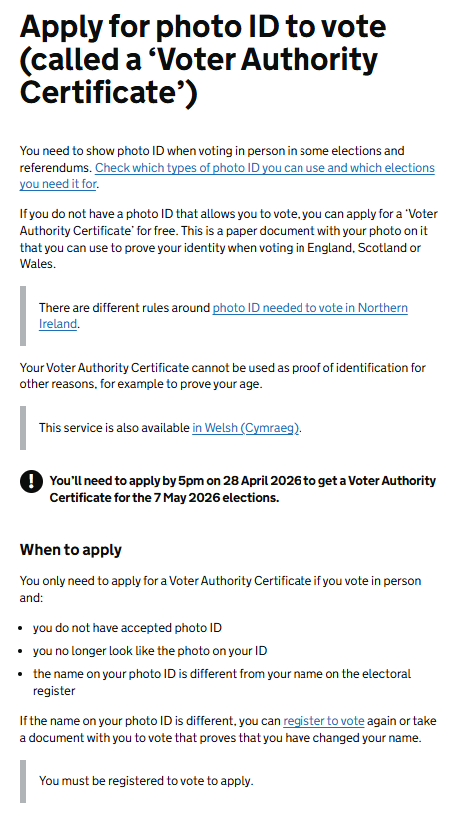 Apply for photo ID to vote
(called a ‘Voter Authority
Certificate’)
You need to show photo ID when voting in person in some elections and
referendums. Check which types of photo ID you can use and which elections
you need it for.
If you do not have a photo ID that allows you to vote, you can apply for a ‘Voter
Authority Certificate’ for free. This is a paper document with your photo on it
that you can use to prove your identity when voting in England, Scotland or
Wales.
There are different rules around photo ID needed to vote in Northern
Ireland.
Your Voter Authority Certificate cannot be used as proof of identification for
other reasons, for example to prove your age.
This service is also available in Welsh (Cymraeg).
! You’ll need to apply by 5pm on 28 April 2026 to get a Voter Authority
Certificate for the 7 May 2026 elections.
When to apply
You only need to apply for a Voter Authority Certificate if you vote in person
and:
• you do not have accepted photo ID
• you no longer look like the photo on your ID
• the name on your photo ID is different from your name on the electoral
register
If the name on your photo ID is different, you can register to vote again or take
a document with you to vote that proves that you have changed your name.
You must be registered to vote to apply.